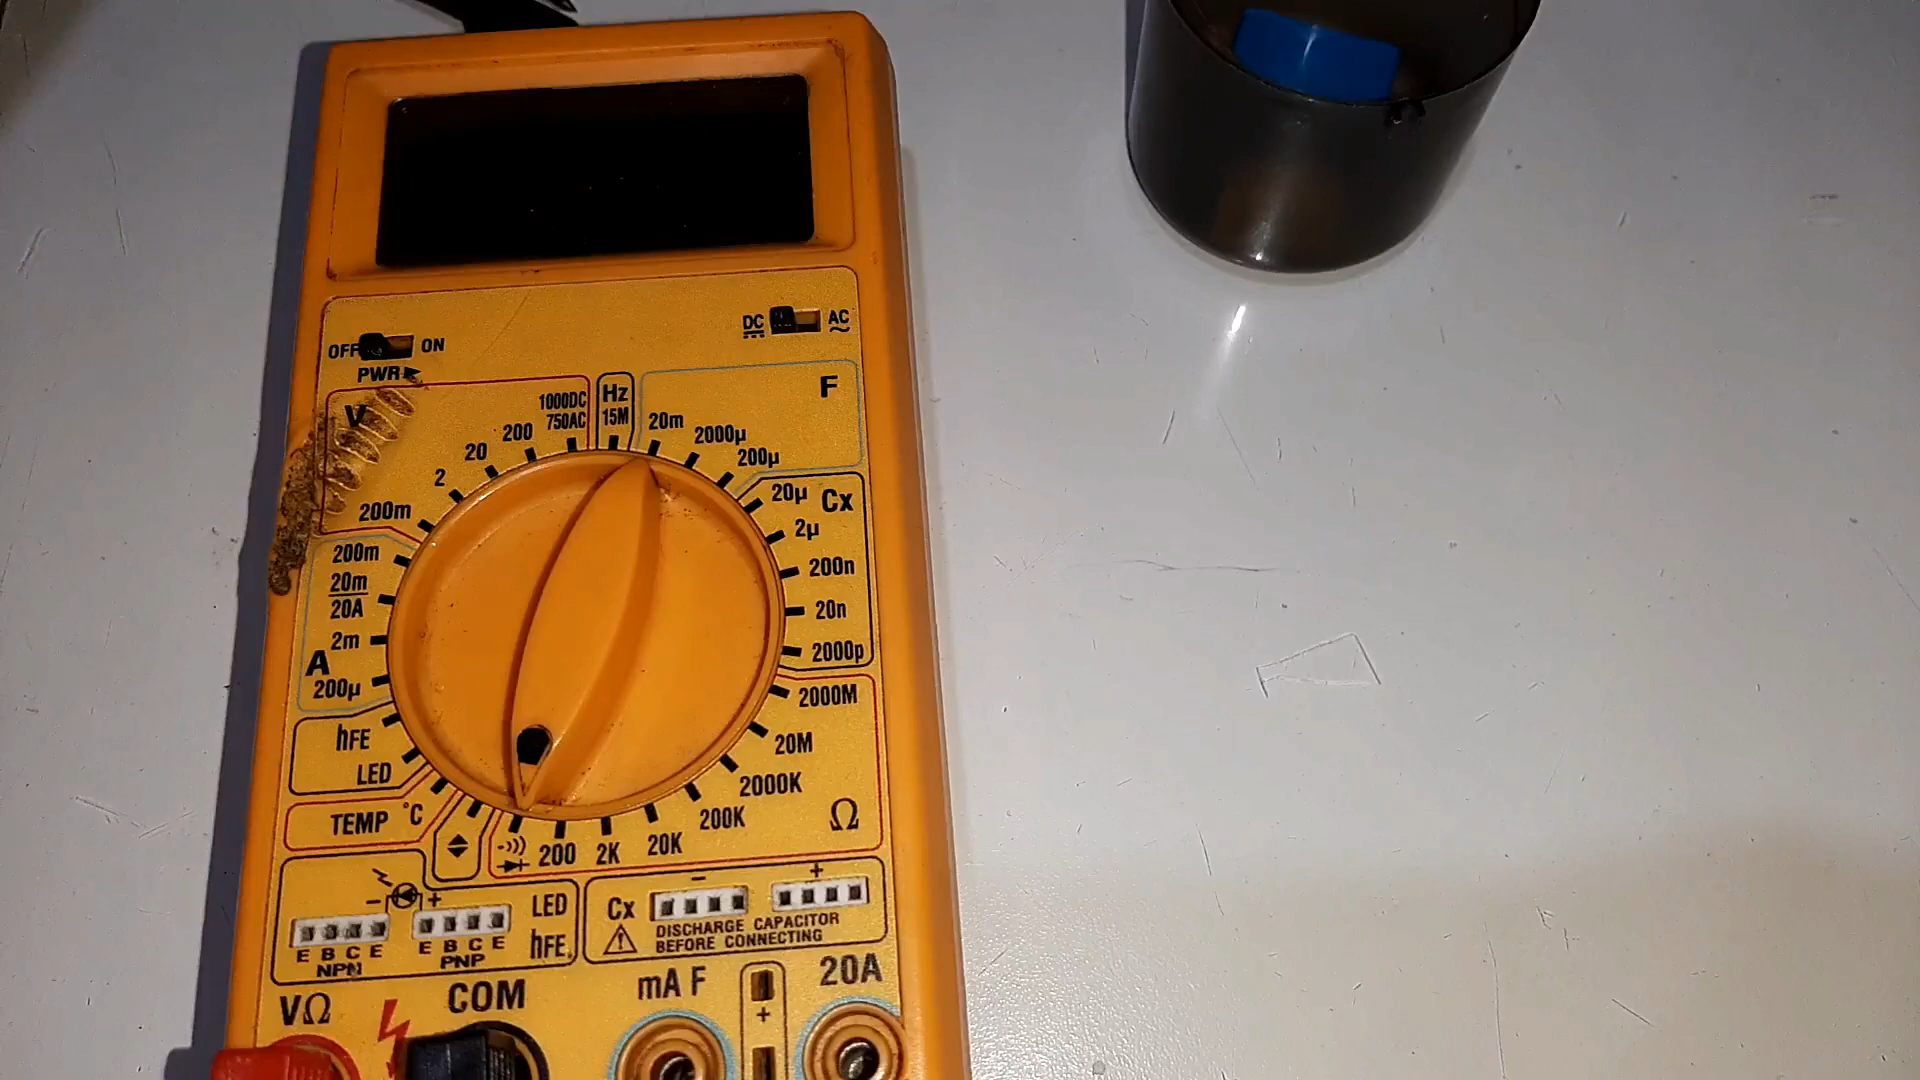 DC AC
OFF ON
PWR
V
1000DC
750AC
Hz
15M
F
20m
2000µ
200µ
200
20
2
200m
20µ
Cx
2µ
200n
20n
2000p
200m
20m
20A
2m
A
200µ
hFE
LED
TEMP °C
2000M
20M
2000K
200K
20K
2K
200
Ω
E B C E
NPN
E B C E
PNP
LED
hFE
Cx
DISCHARGE CAPACITOR
BEFORE CONNECTING
VΩ
COM
mA F
20A